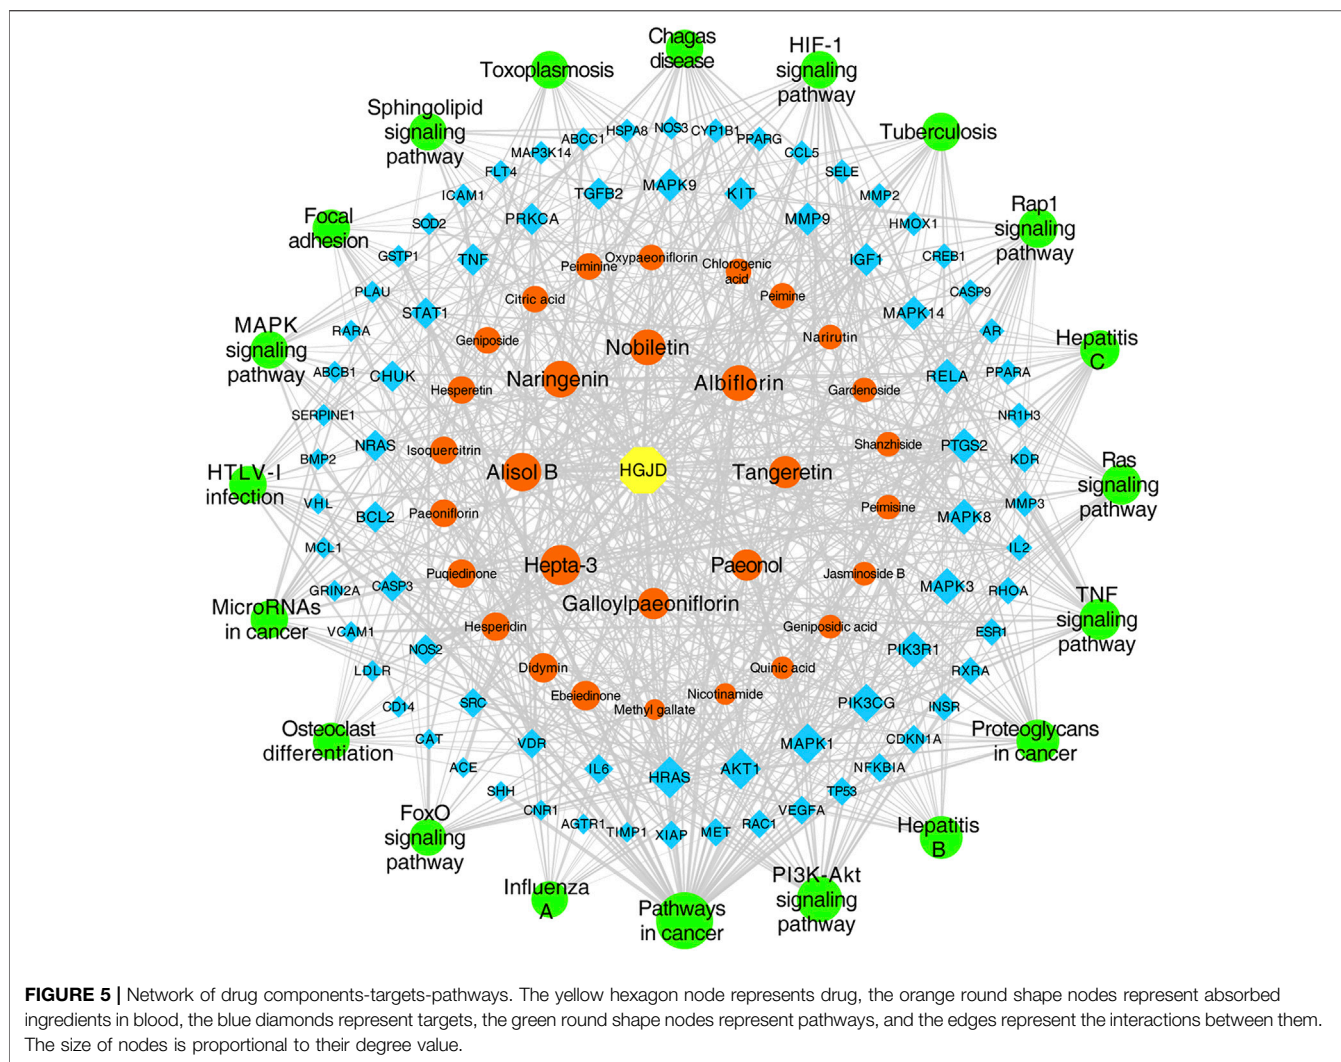 Chagas
disease
HIF-1
signaling
pathway
Toxoplasmosis
Sphingolipid
signaling
pathway
Tuberculosis
Focal
adhesion
Rap1
signaling
pathway
MAPK
signaling
pathway
Hepatitis
C
HTLV-I
infection
Ras
signaling
pathway
MicroRNAs
in cancer
TNF
signaling
pathway
Osteoclast
differentiation
Proteoglycans
in cancer
FoxO
signaling
pathway
Hepatitis
B
Influenza
A
Pathways
in cancer
PI3K-Akt
signaling
pathway
ABCC1
HSPA8
NOS3
CYP1B1
PPARG
CCL5
SELE
MMP2
HMOX1
CREB1
CASP9
AR
PPARA
NR1H3
KDR
MMP3
IL2
RHOA
ESR1
RXRA
INSR
CDKN1A
NFKBIA
TP53
VEGFA
RAC1
MET
XIAP
TIMP1
AGTR1
CNR1
SHH
ACE
CAT
CD14
LDLR
VCAM1
GRIN2A
MCL1
VHL
BMP2
SERPINE1
ABCB1
RARA
PLAU
GSTP1
SOD2
ICAM1
FLT4
MAP3K14
TGFB2
MAPK9
KIT
MMP9
IGF1
MAPK14
RELA
PTGS2
MAPK8
MAPK3
PIK3R1
PIK3CG
MAPK1
AKT1
HRAS
IL6
VDR
SRC
NOS2
CASP3
BCL2
NRAS
CHUK
STAT1
TNF
PRKCA
Peiminine
Oxypaeoniflorin
Chlorogenic
acid
Peimine
Narirutin
Gardenoside
Shanzhiside
Peimisine
Jasminoside B
Geniposidic acid
Quinic acid
Nicotinamide
Methyl gallate
Ebeiedinone
Didymin
Hesperidin
Puqiedinone
Paeoniflorin
Isoquercitrin
Hesperetin
Geniposide
Citric acid
Nobiletin
Albiflorin
Tangeretin
Paeonol
Galloylpaeoniflorin
Hepta-3
Alisol B
Naringenin
HGJD
FIGURE 5 | Network of drug components-targets-pathways. The yellow hexagon node represents drug, the orange round shape nodes represent absorbed
ingredients in blood, the blue diamonds represent targets, the green round shape nodes represent pathways, and the edges represent the interactions between them.
The size of nodes is proportional to their degree value.